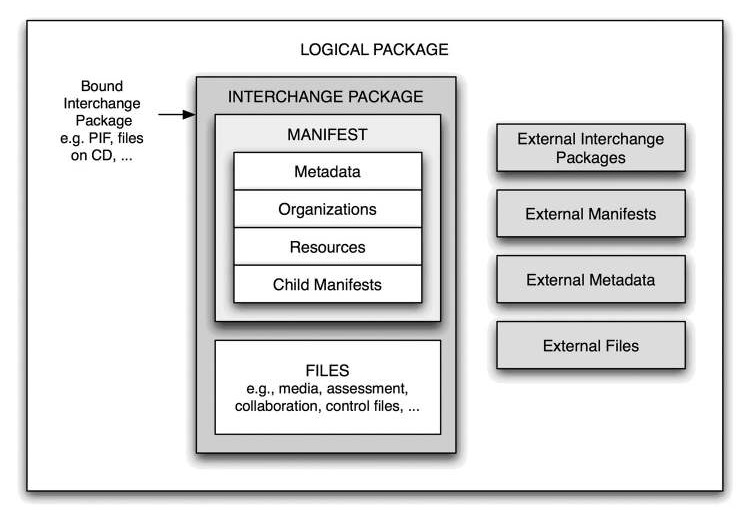 LOGICAL PACKAGE
Bound
Interchange
Package
e.g. PIF, files
on CD, ...
INTERCHANGE PACKAGE
MANIFEST
Metadata
Organizations
Resources
Child Manifests
FILES
e.g., media, assessment,
collaboration, control files, ...
External Interchange
Packages
External Manifests
External Metadata
External Files